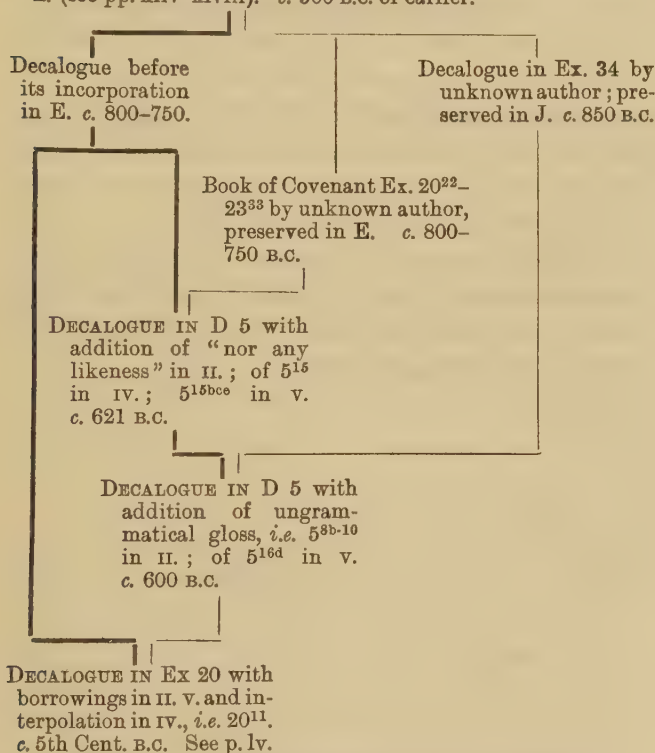 (see pp. xliv–xlviii). c. B.C. or earlier.
Decalogue before
its incorporation
in E. c. 800–750.
Decalogue in Ex. 34 by
unknown author; pre-
served in J. c. 850 B.C.
Book of Covenant Ex. 20²²–
23³³ by unknown author,
preserved in E. c. 800–
750 B.C.
DECALOGUE IN D 5 with
addition of “nor any
likeness” in II.; of 5¹⁵
in IV.; 5¹⁵ᵇᶜᵉ in V.
c. 621 B.C.
DECALOGUE IN D 5 with
addition of ungram-
matical gloss, i.e. 5⁸ᵇ⁻¹⁰
in II.; of 5¹⁶ᵈ in V.
c. 600 B.C.
DECALOGUE IN Ex 20 with
borrowings in II. V. and in-
terpolation in IV., i.e. 20¹¹.
c. 5th Cent. B.C. See p. lv.